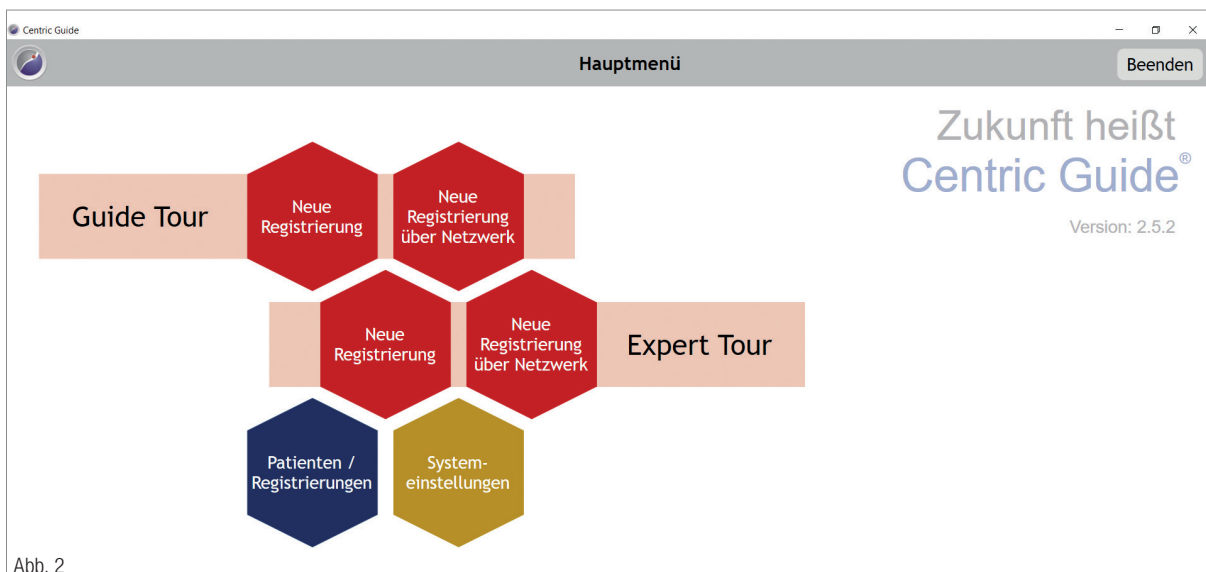 Centric Guide
Hauptmenü
Beenden
Zukunft heißt
Centric Guide®
Version: 2.5.2
Guide Tour
Neue
Registrierung
Neue
Registrierung
über Netzwerk
Neue
Registrierung
Neue
Registrierung
über Netzwerk
Expert Tour
Patienten /
Registrierungen
System-
einstellungen
Abb. 2